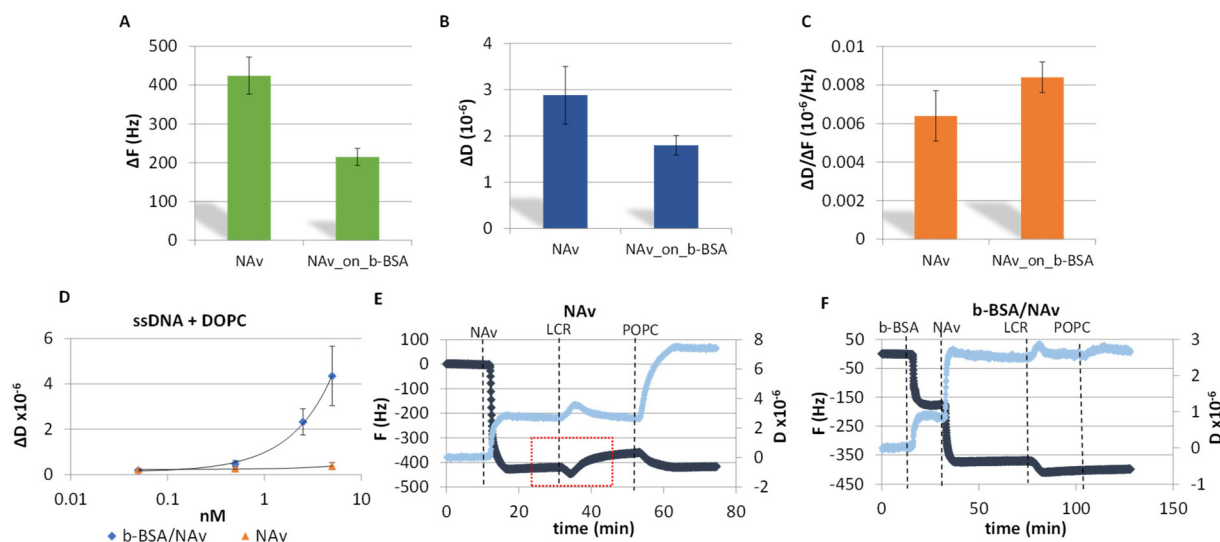 A
ΔF (Hz)
500
400
300
200
100
0
NAv
NAv_on_b-BSA
B
ΔD (10⁻⁶)
4
3
2
1
0
NAv
NAv_on_b-BSA
C
ΔD/ΔF (10⁻⁶/Hz)
0.01
0.008
0.006
0.004
0.002
0
NAv
NAv_on_b-BSA
D
ssDNA + DOPC
ΔD x10⁻⁶
6
4
2
0
0.01
0.1
1
10
nM
b-BSA/NAv
NAv
E
NAv
NAv
LCR
POPC
F (Hz)
100
0
-100
-200
-300
-400
-500
8
6
4
2
0
-2
D x10⁻⁶
0
20
40
60
80
time (min)
F
b-BSA/NAv
b-BSA
NAv
LCR
POPC
F (Hz)
50
-50
-150
-250
-350
-450
3
2
1
0
-1
D x10⁻⁶
0
50
100
150
time (min)